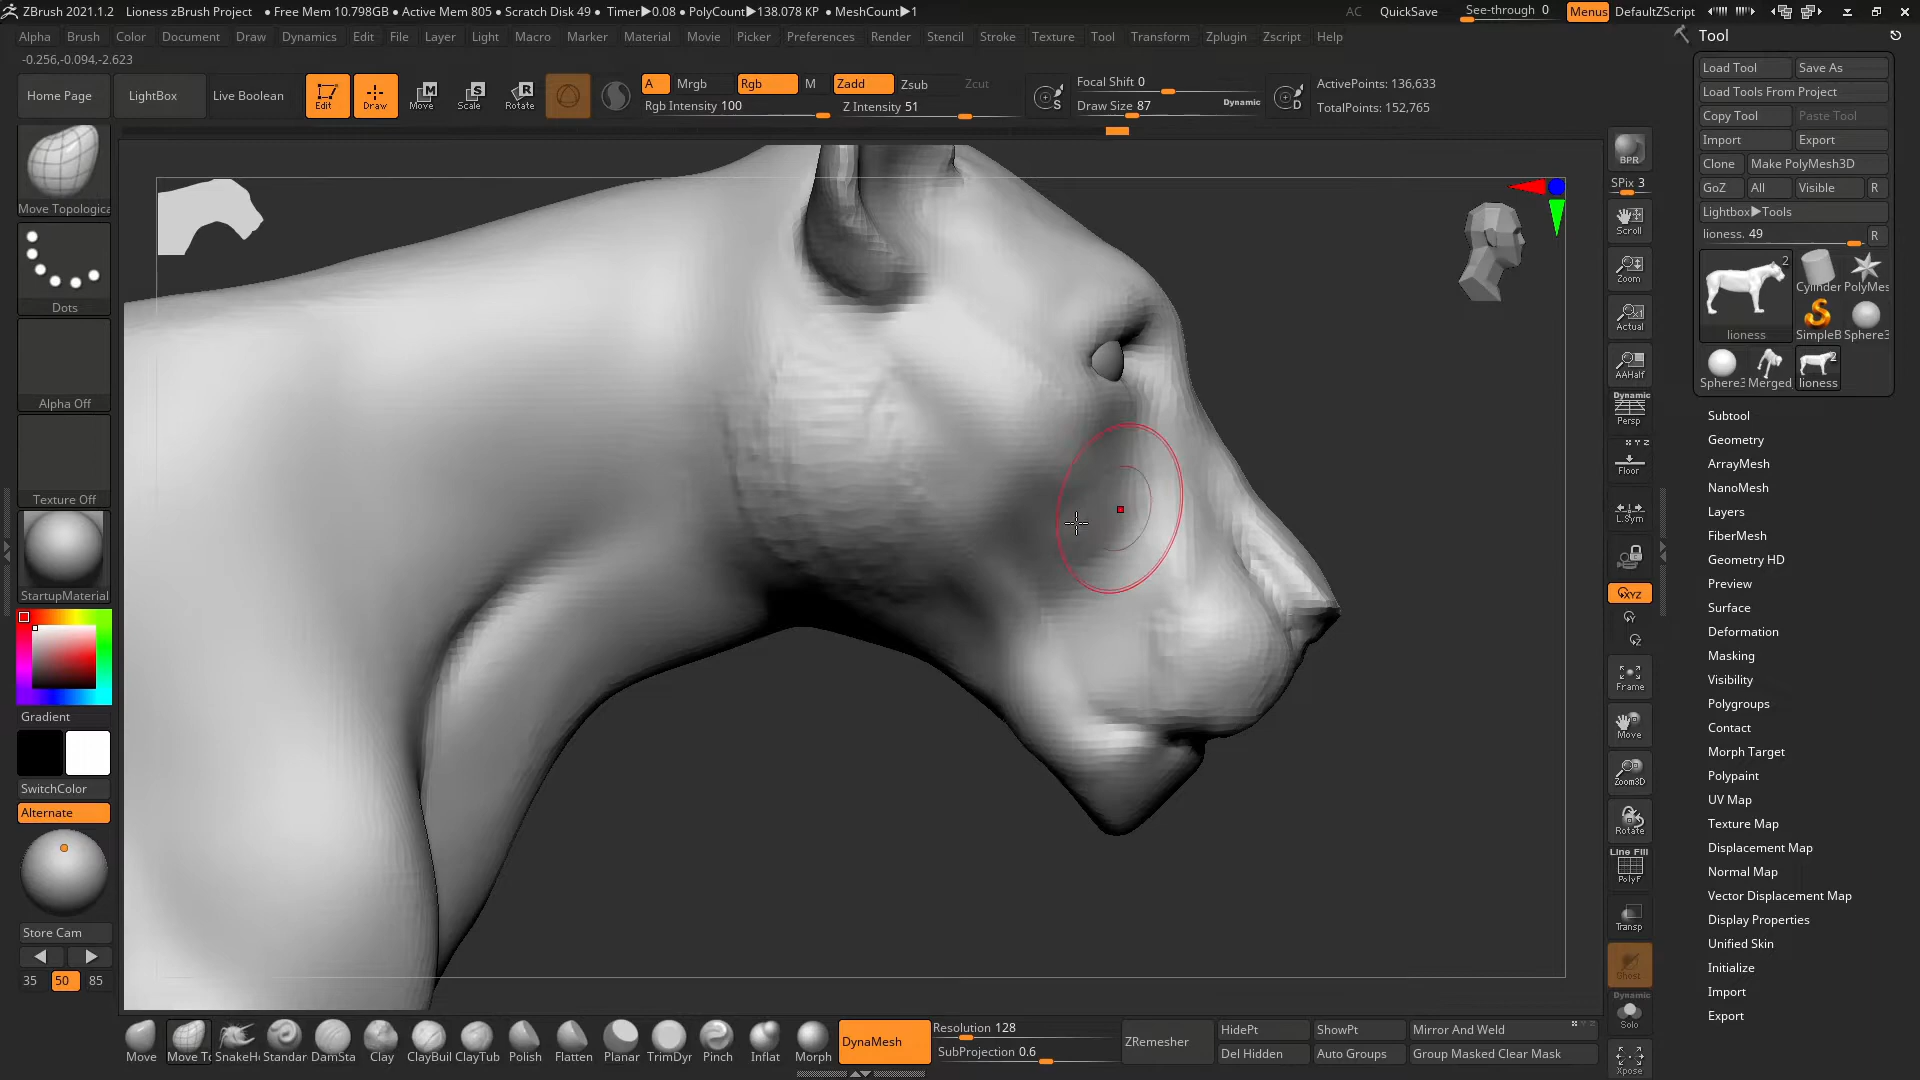 ZBrush 2021.1.2 Lioness zBrush Project ● Free Mem 10.798GB ● Active Mem 805 ● Scratch Disk 49 ● Timer▶0.08 ● PolyCount▶138.078 KP ● MeshCount▶1 AC QuickSave See-through 0 Menus DefaultZScript
Alpha Brush Color Document Draw Dynamics Edit File Layer Light Macro Marker Material Movie Picker Preferences Render Stencil Stroke Texture Tool Transform Zplugin Zscript Help
-0.256,-0.094,-2.623
Home Page LightBox Live Boolean Edit Draw Move Scale Rotate
A Mrgb Rgb M Zadd Zsub Zcut
Rgb Intensity 100 Z Intensity 51
S Focal Shift 0
Draw Size 87 Dynamic D
ActivePoints: 136,633
TotalPoints: 152,765
Move Topologica
Dots
Alpha Off
Texture Off
StartupMaterial
Gradient
SwitchColor
Alternate
Store Cam
35 50 85
BPR
SPix 3
Scroll
Zoom
Actual
AAHalf
Dynamic
Persp
X Y Z
Floor
L.Sym
XYZ
Y
Z
Frame
Move
Zoom3D
Rotate
Line Fill
PolyF
Transp
Ghost
Dynamic
Solo
Xpose
Tool
Load Tool Save As
Load Tools From Project
Copy Tool Paste Tool
Import Export
Clone Make PolyMesh3D
GoZ All Visible R
Lightbox▶Tools
lioness. 49 R
2
Cylinder PolyMes
lioness SimpleB Sphere3
2
Sphere3 Merged lioness
Subtool
Geometry
ArrayMesh
NanoMesh
Layers
FiberMesh
Geometry HD
Preview
Surface
Deformation
Masking
Visibility
Polygroups
Contact
Morph Target
Polypaint
UV Map
Texture Map
Displacement Map
Normal Map
Vector Displacement Map
Display Properties
Unified Skin
Initialize
Import
Export
Move Move To SnakeHo Standar DamSta Clay ClayBuil ClayTub Polish Flatten Planar TrimDyr Pinch Inflat Morph
DynaMesh
Resolution 128
SubProjection 0.6
ZRemesher
HidePt ShowPt Mirror And Weld
Del Hidden Auto Groups Group Masked Clear Mask